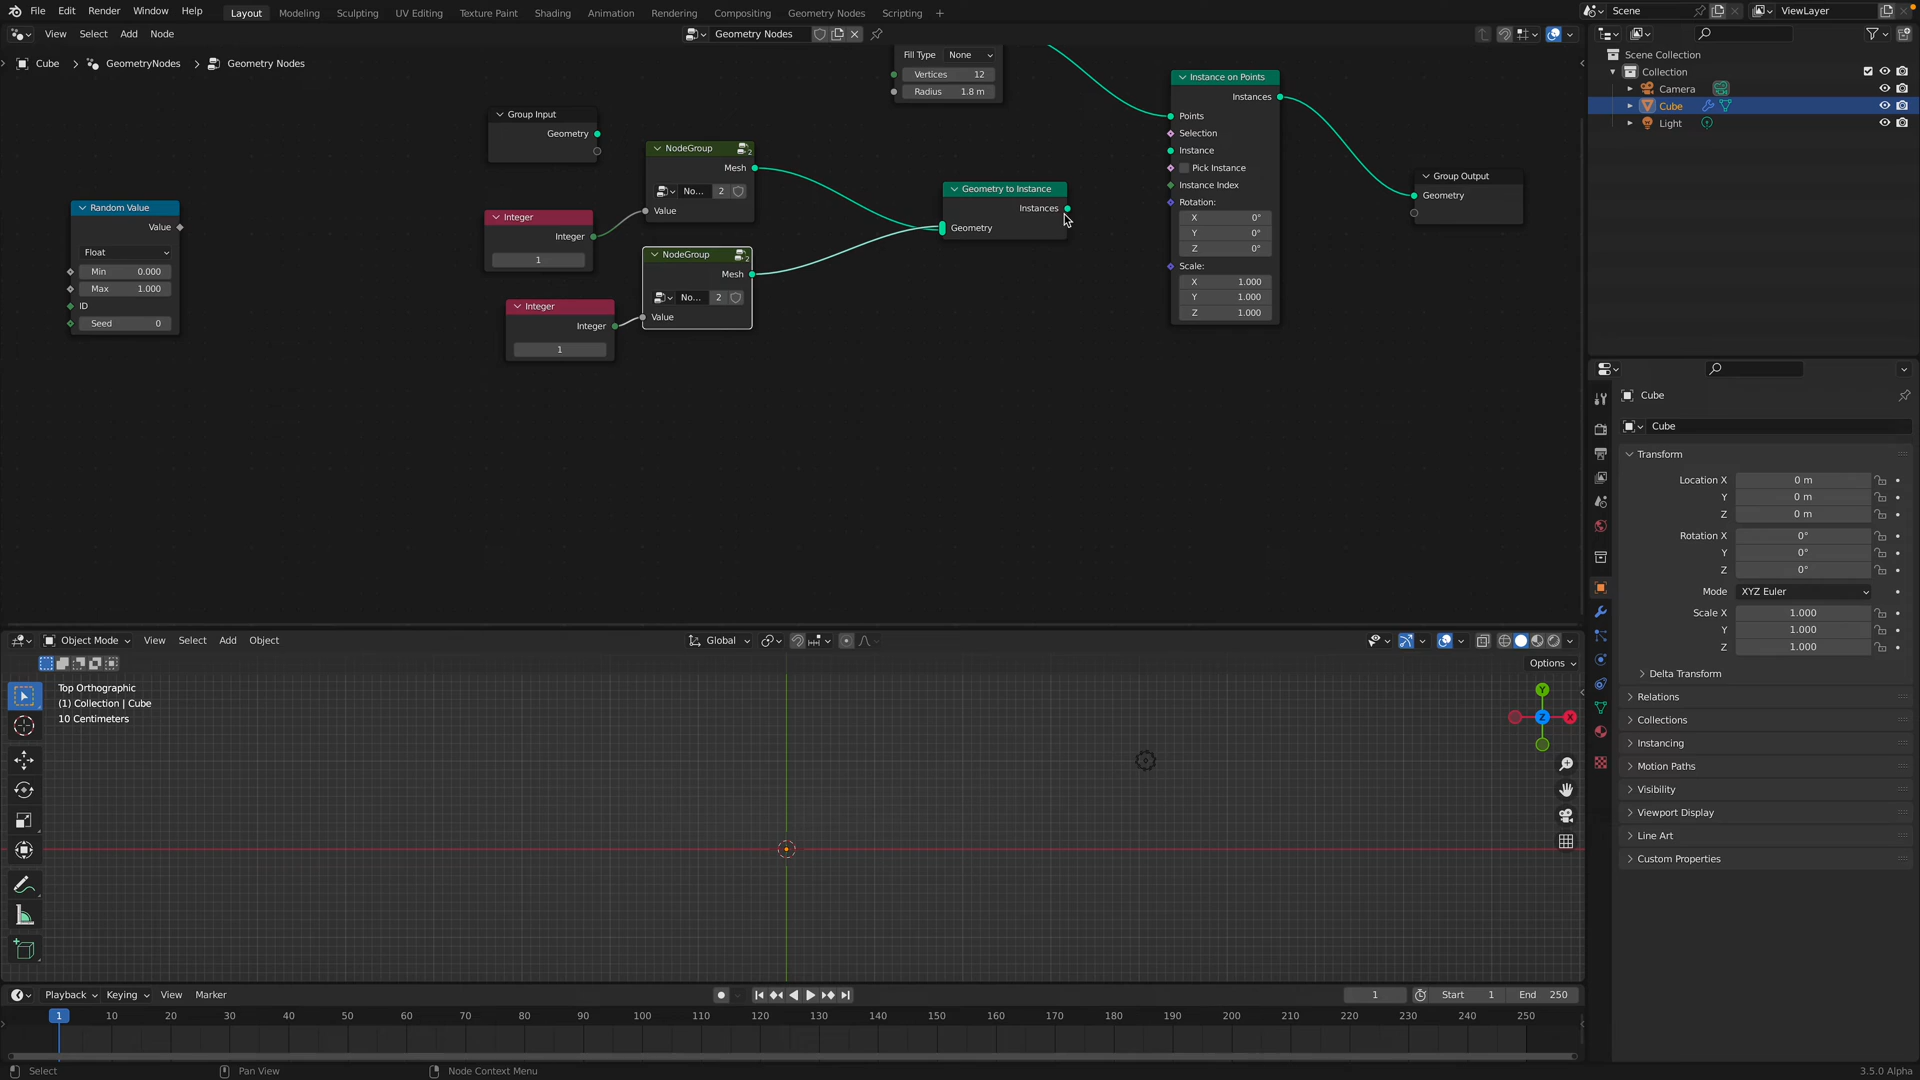 File Edit Render Window Help Layout Modeling Sculpting UV Editing Texture Paint Shading Animation Rendering Compositing Geometry Nodes Scripting + Scene ViewLayer
View Select Add Node Geometry Nodes
Cube > GeometryNodes > Geometry Nodes
Scene Collection
Collection
Camera
Cube
Light
Fill Type None
Vertices 12
Radius 1.8 m
Instance on Points
Instances
Points
Selection
Instance
Pick Instance
Instance Index
Rotation:
X 0°
Y 0°
Z 0°
Scale:
X 1.000
Y 1.000
Z 1.000
Group Input
Geometry
NodeGroup 2
Mesh
No... 2
Value
Group Output
Geometry
Geometry to Instance
Instances
Geometry
Random Value
Value
Float
Min 0.000
Max 1.000
ID
Seed 0
Integer
Integer
1
NodeGroup 2
Mesh
No... 2
Value
Integer
Integer
1
Cube
Cube
Transform
Location X 0 m
Y 0 m
Z 0 m
Rotation X 0°
Y 0°
Z 0°
Mode XYZ Euler
Scale X 1.000
Y 1.000
Z 1.000
Delta Transform
Relations
Collections
Instancing
Motion Paths
Visibility
Viewport Display
Line Art
Custom Properties
Object Mode View Select Add Object Global
Options
Top Orthographic
(1) Collection | Cube
10 Centimeters
Y
Z X
Playback Keying View Marker 1 Start 1 End 250
1 10 20 30 40 50 60 70 80 90 100 110 120 130 140 150 160 170 180 190 200 210 220 230 240 250
Select Pan View Node Context Menu 3.5.0 Alpha